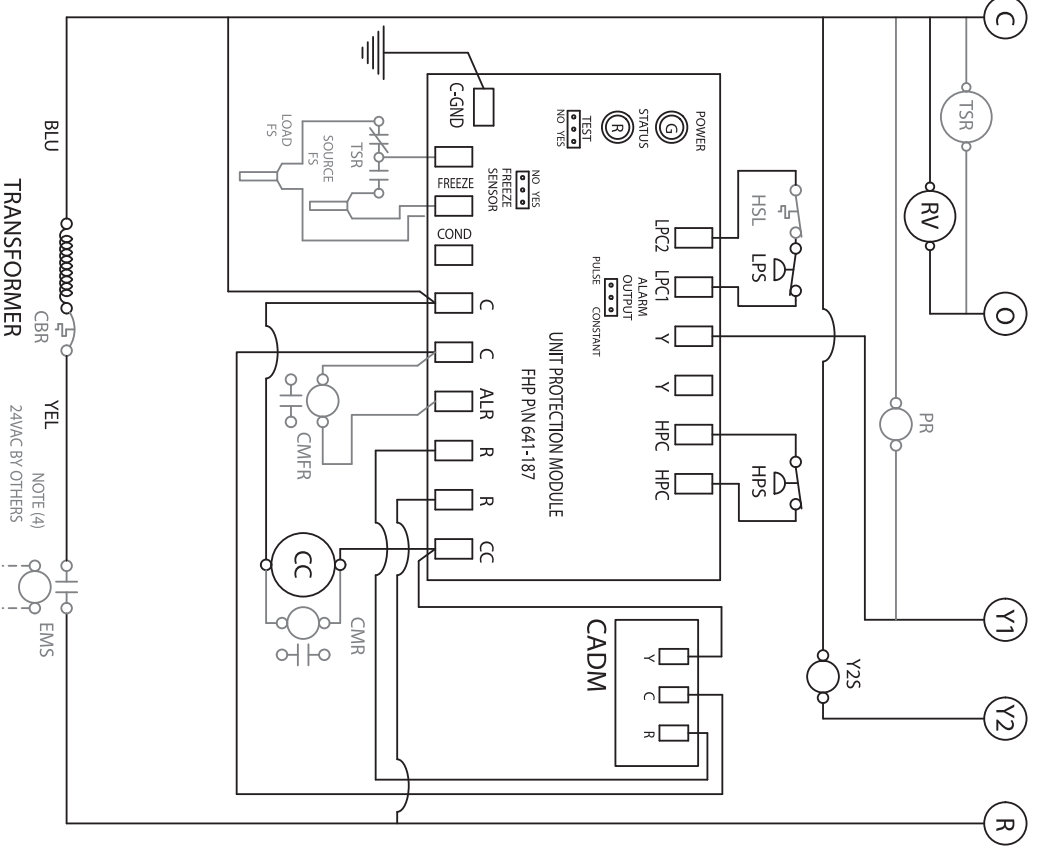 C
TSR
RV
O
PR
Y1
Y2S
Y2
R
POWER
G
STATUS
R
TEST
NO YES
C-GND
NO YES
FREEZE
SENSOR
FREEZE
COND
C
C
ALR
R
R
CC
LPC2
LPC1
Y
Y
HPC
HPC
ALARM
OUTPUT
PULSE
CONSTANT
UNIT PROTECTION MODULE
FHP P\N 641-187
HSL
LPS
HPS
LOAD
FS
SOURCE
FS
TSR
CMFR
CC
CMR
CADM
Y
C
R
BLU
TRANSFORMER
CBR
YEL
NOTE (4)
24VAC BY OTHERS
EMS